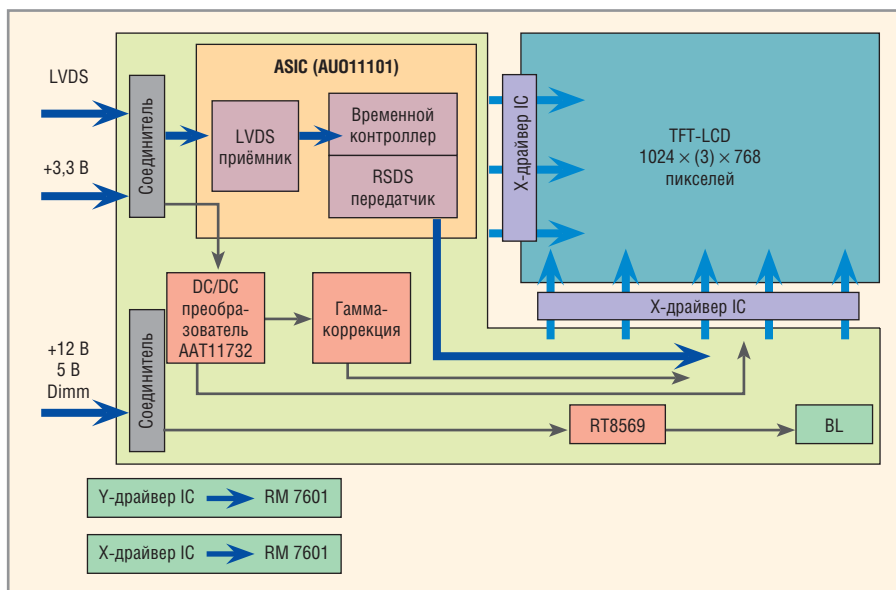 LVDS
+3,3 В
Соединитель
ASIC (AUO11101)
LVDS
приёмник
Временной
контроллер
RSDS
передатчик
X-драйвер IC
TFT-LCD
1024 × (3) × 768
пикселей
DC/DC
преобра-
зователь
AAT11732
Гамма-
коррекция
X-драйвер IC
+12 В
5 В
Dimm
Соединитель
RT8569
BL
Y-драйвер IC
RM 7601
X-драйвер IC
RM 7601